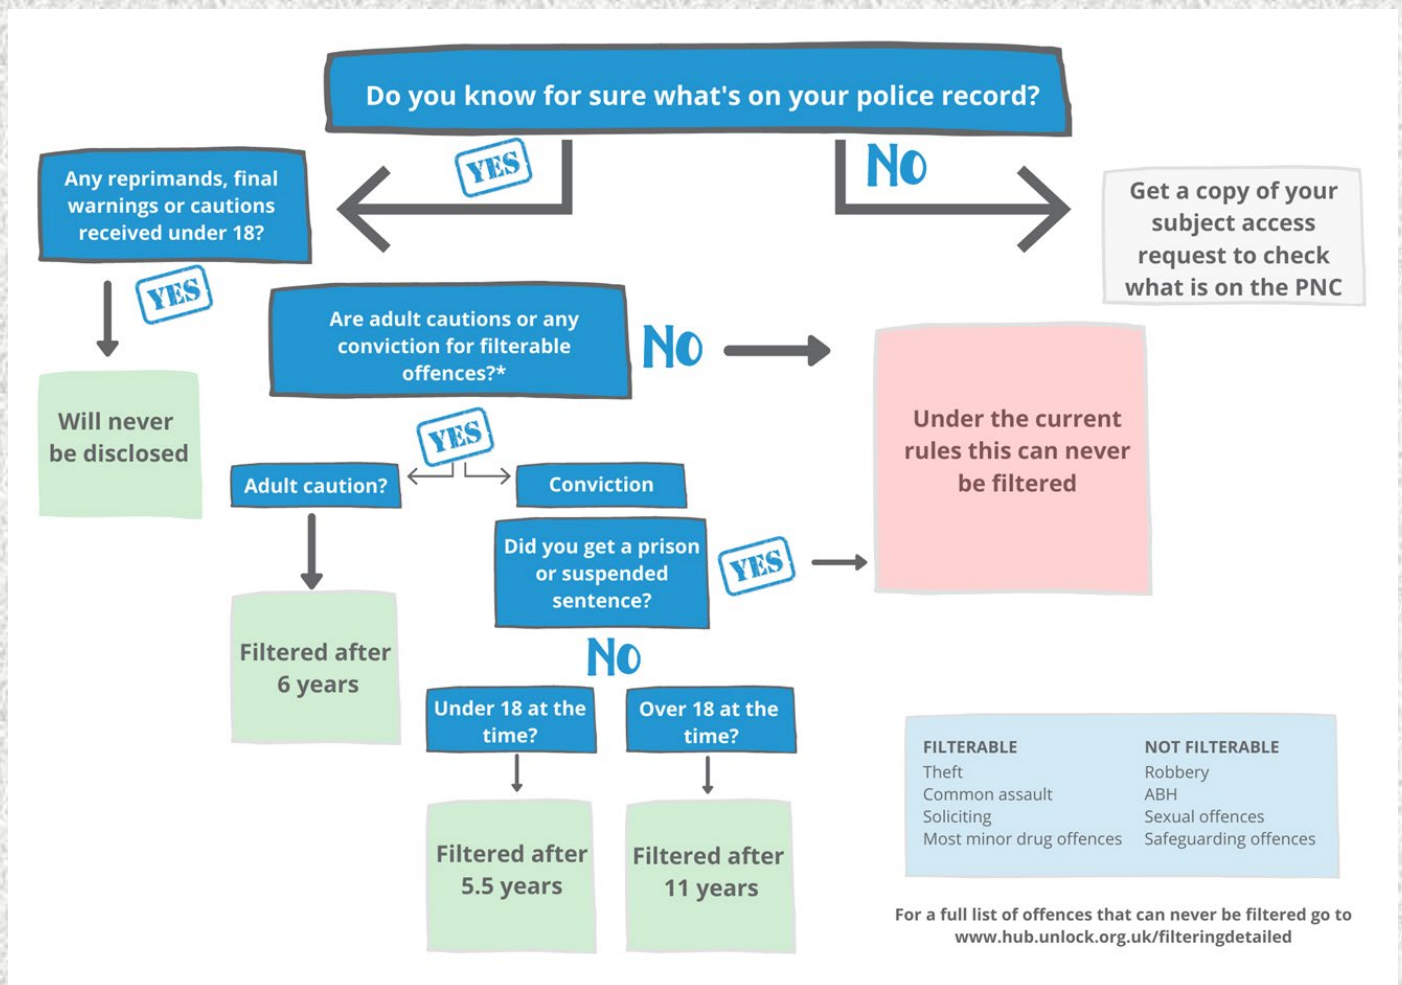 Do you know for sure what's on your police record?
YES
NO
Any reprimands, final
warnings or cautions
received under 18?
Get a copy of your
subject access
request to check
what is on the PNC
YES
Will never
be disclosed
Are adult cautions or any
conviction for filterable
offences?*
NO
Under the current
rules this can never
be filtered
YES
Adult caution?
Conviction
Filtered after
6 years
Did you get a prison
or suspended
sentence?
YES
NO
Under 18 at the
time?
Over 18 at the
time?
Filtered after
5.5 years
Filtered after
11 years
FILTERABLE
Theft
Common assault
Soliciting
Most minor drug offences
NOT FILTERABLE
Robbery
ABH
Sexual offences
Safeguarding offences
For a full list of offences that can never be filtered go to
www.hub.unlock.org.uk/filteringdetailed